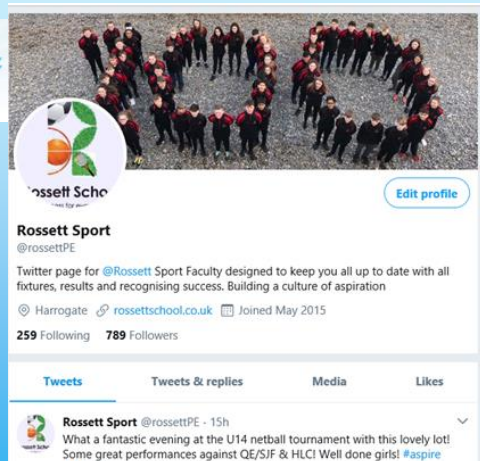 Rossett Scho
Edit profile
Rossett Sport
@rossettPE
Twitter page for @Rossett Sport Faculty designed to keep you all up to date with all
fixtures, results and recognising success. Building a culture of aspiration
Harrogate rossettschool.co.uk Joined May 2015
259 Following 789 Followers
Tweets Tweets & replies Media Likes
Rossett Sport @rossettPE · 15h
What a fantastic evening at the U14 netball tournament with this lovely lot!
Some great performances against QE/SJF & HLC! Well done girls! #aspire